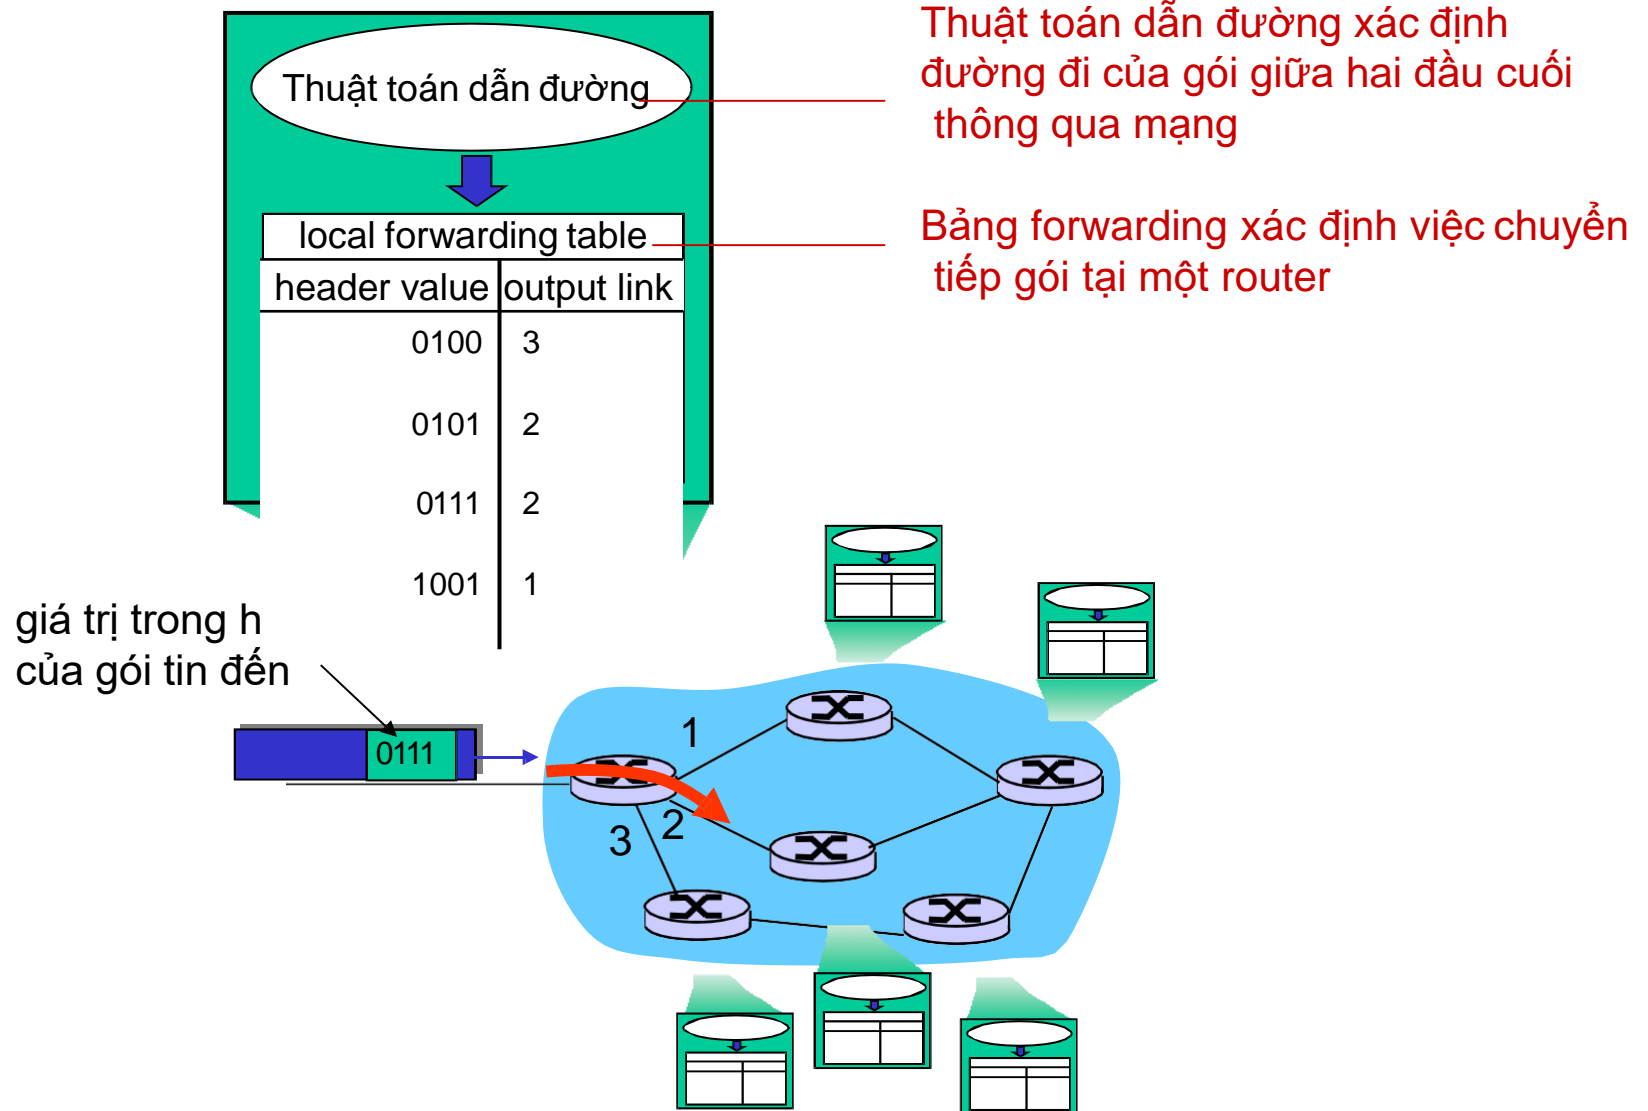 Thuật toán dẫn đường
Thuật toán dẫn đường xác định
đường đi của gói giữa hai đầu cuối
thông qua mạng
local forwarding table
Bảng forwarding xác định việc chuyển
tiếp gói tại một router
header value output link
0100 3
0101 2
0111 2
1001 1
giá trị trong h
của gói tin đến
0111
1
2
3